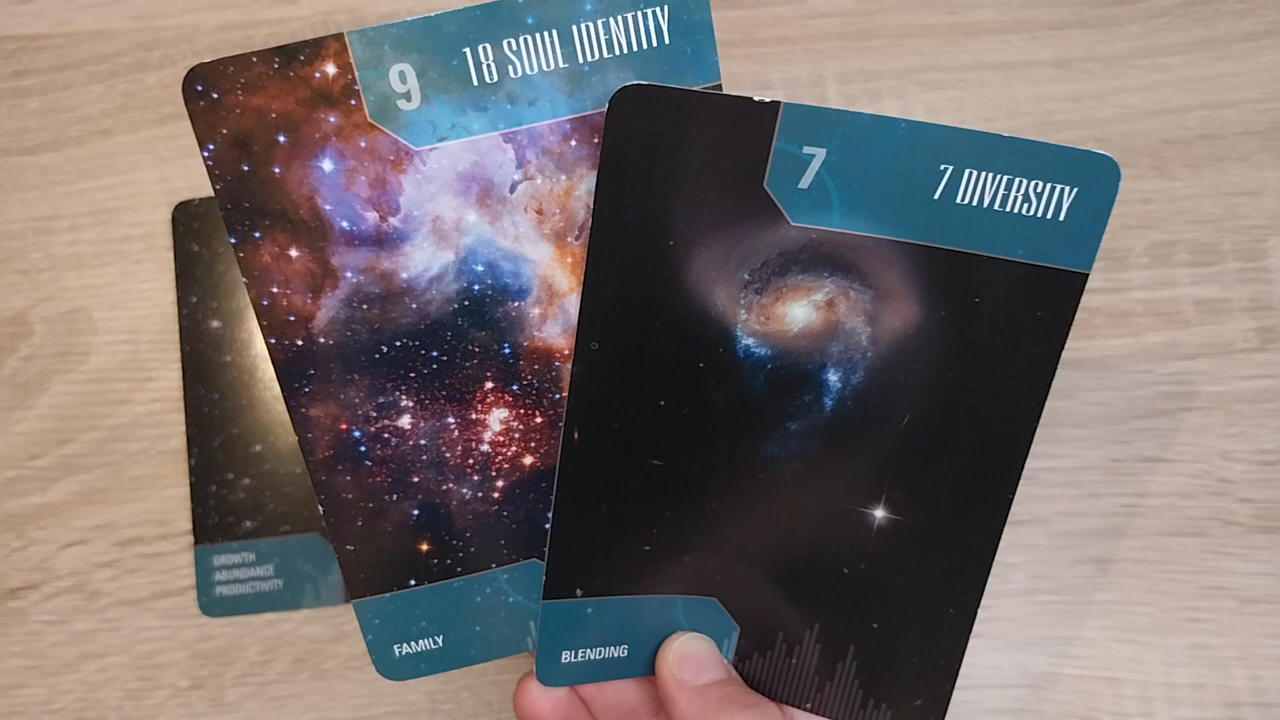 9
18 SOUL IDENTITY
7
7 DIVERSITY
GROWTH
ABUNDANCE
PRODUCTIVITY
FAMILY
BLENDING